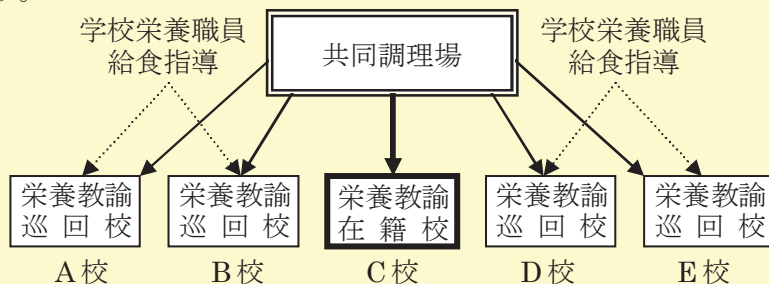 る。
学校栄養職員
給食指導
共同調理場
学校栄養職員
給食指導
栄養教諭
巡回校
栄養教諭
巡回校
栄養教諭
在籍校
栄養教諭
巡回校
栄養教諭
巡回校
A校
B校
C校
D校
E校